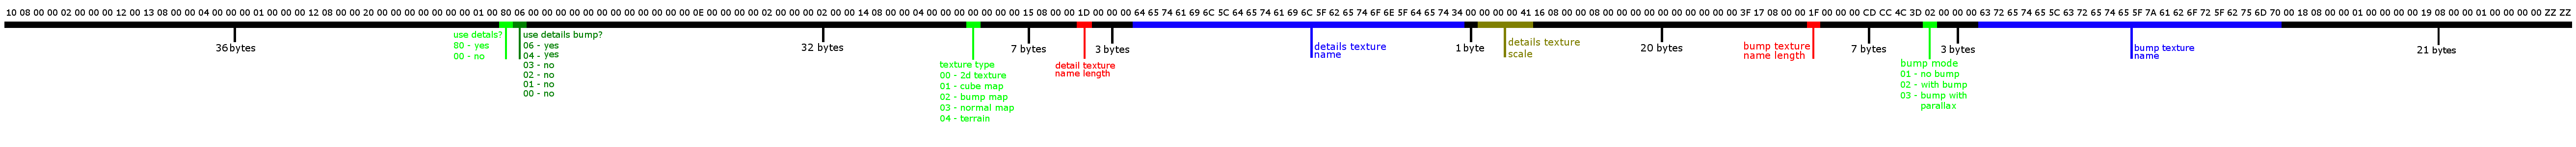 10 08 00 00 02 00 00 00 12 00 13 08 00 00 04 00 00 00 01 00 00 00 12 08 00 00 20 00 00 00 00 00 00 00 01 00 80 06 00 00 00 00 00 00 00 00 00 00 00 00 0E 00 00 00 00 02 00 00 00 02 00 00 00 14 08 00 00 04 00 00 00 00 00 00 00 15 08 00 00 1D 00 00 00 64 65 74 61 69 6C 5C 64 65 74 61 69 6C 5F 62 65 74 6F 6E 5F 64 65 74 34 00 00 00 00 41 16 08 00 00 08 00 00 00 00 00 00 00 00 00 00 3F 17 08 00 00 1F 00 00 00 CD CC 4C 3D 02 00 00 00 63 72 65 74 65 5C 63 72 65 74 65 5F 7A 61 62 6F 72 5F 62 75 6D 70 00 18 08 00 00 01 00 00 00 00 19 08 00 00 01 00 00 00 00 ZZ ZZ
36 bytes
use detals?
80 - yes
00 - no
use details bump?
06 - yes
04 - yes
03 - no
02 - no
01 - no
00 - no
32 bytes
texture type
00 - 2d texture
01 - cube map
02 - bump map
03 - normal map
04 - terrain
7 bytes
detail texture
name length
3 bytes
details texture
name
1 byte
details texture
scale
20 bytes
bump texture
name length
7 bytes
bump mode
01 - no bump
02 - with bump
03 - bump with
parallax
3 bytes
bump texture
name
21 bytes